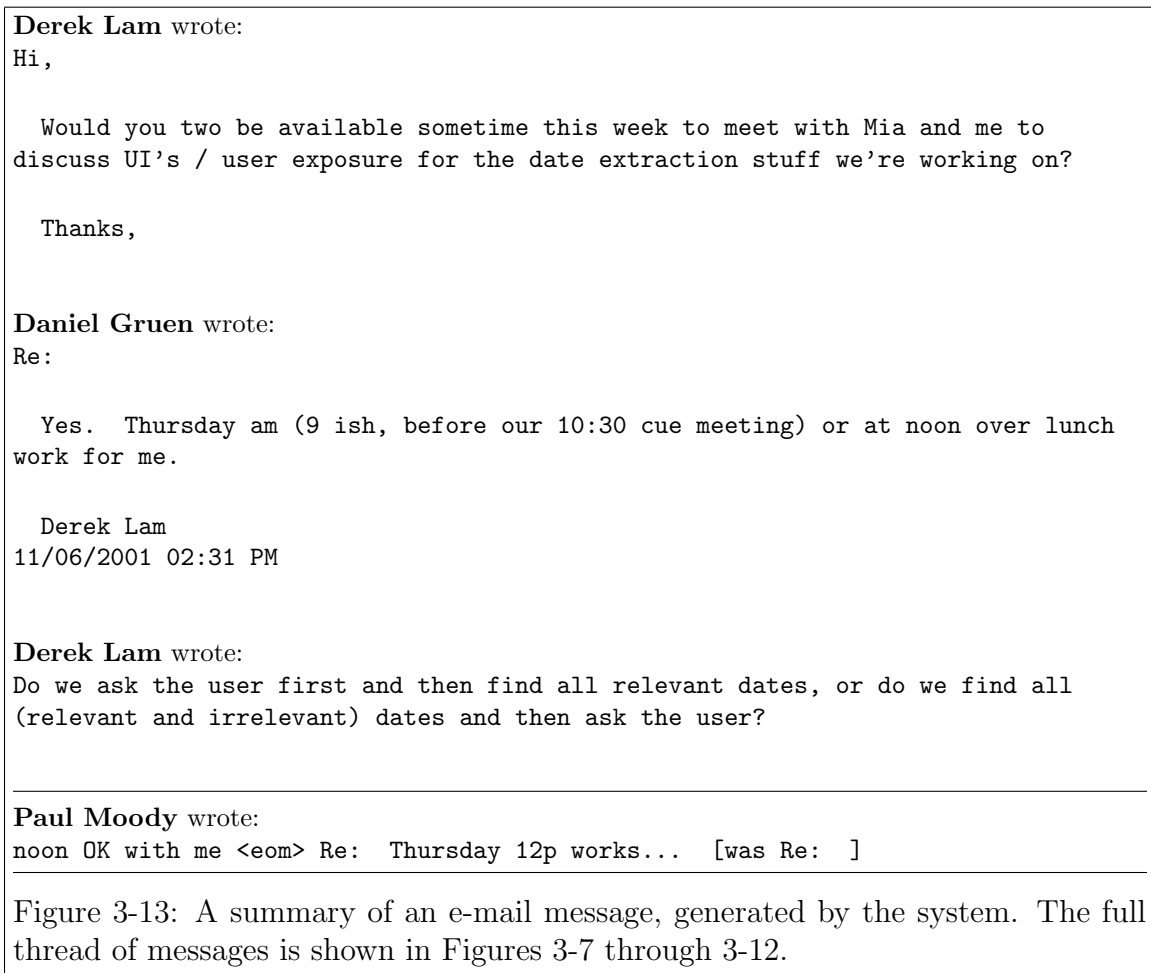 Derek Lam wrote:
Hi,
Would you two be available sometime this week to meet with Mia and me to
discuss UI's / user exposure for the date extraction stuff we're working on?
Thanks,
Daniel Gruen wrote:
Re:
Yes.  Thursday am (9 ish, before our 10:30 cue meeting) or at noon over lunch
work for me.
Derek Lam
11/06/2001 02:31 PM
Derek Lam wrote:
Do we ask the user first and then find all relevant dates, or do we find all
(relevant and irrelevant) dates and then ask the user?
Paul Moody wrote:
noon OK with me <eom> Re:  Thursday 12p works...  [was Re:  ]
Figure 3-13: A summary of an e-mail message, generated by the system. The full
thread of messages is shown in Figures 3-7 through 3-12.